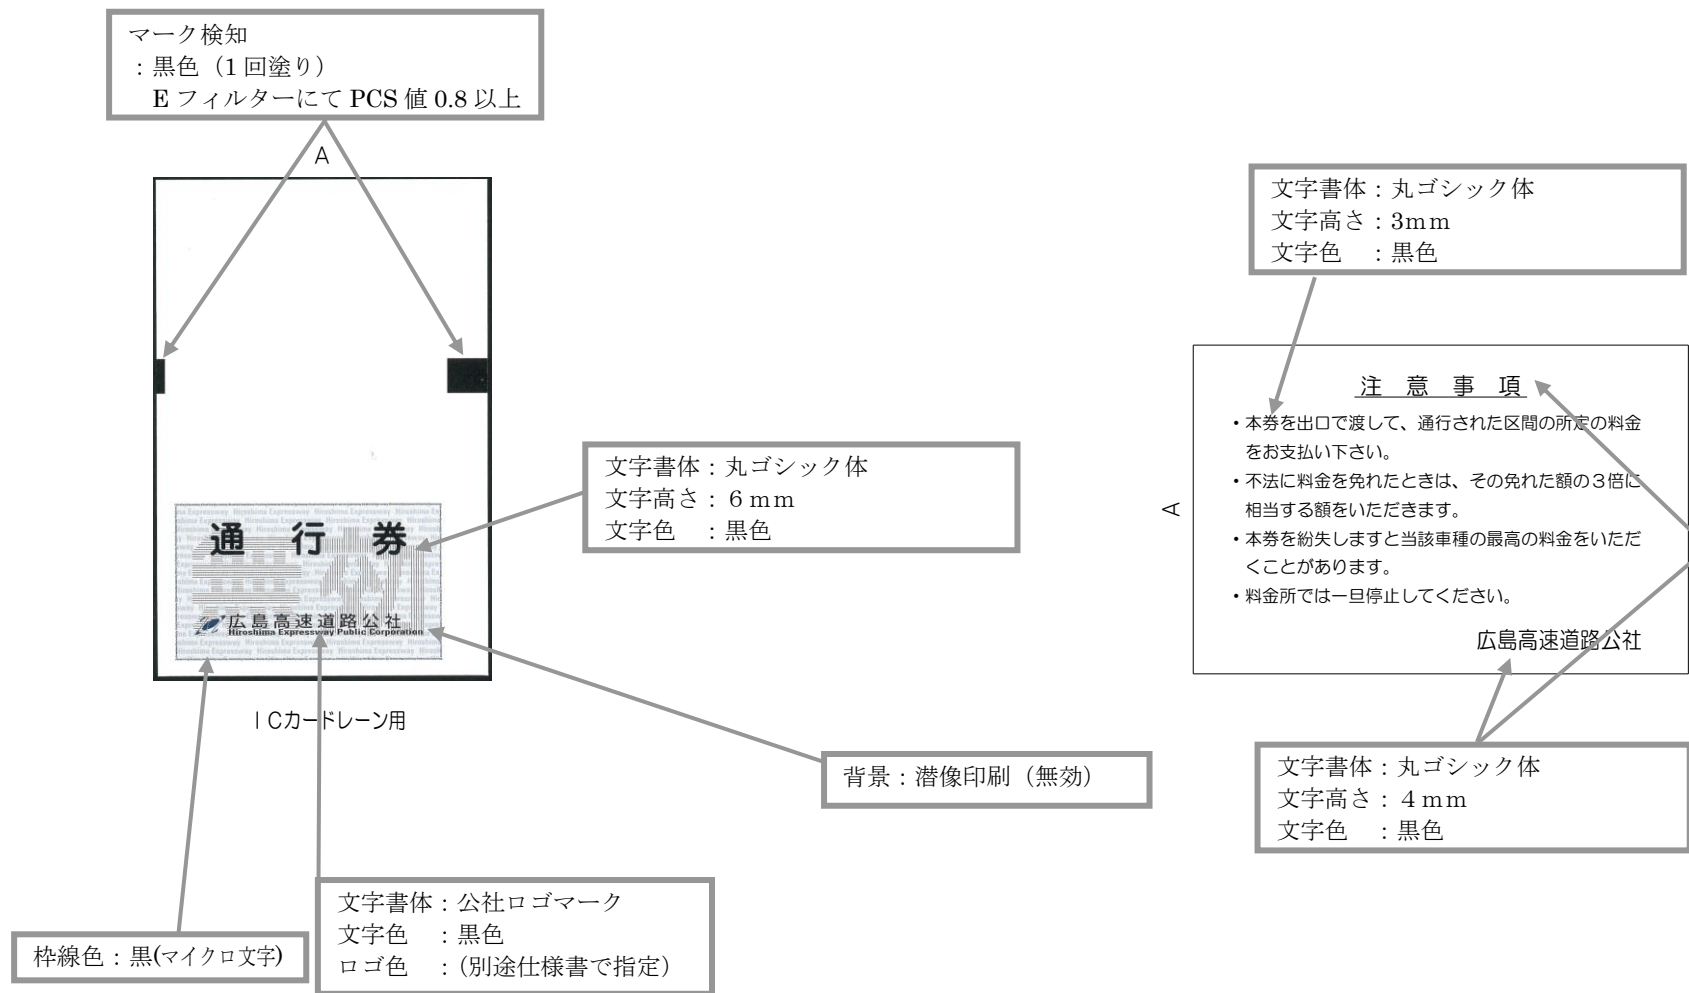 マーク検知
：黒色（1 回塗り）
E フィルターにて PCS 値 0.8 以上
A
通 行 券
無効
広島高速道路公社
Hiroshima Expressway Public Corporation
ＩCカードレーン用
文字書体：丸ゴシック体
文字高さ：６ｍｍ
文字色　：黒色
背景：潜像印刷（無効）
枠線色：黒(マイクロ文字)
文字書体：公社ロゴマーク
文字色　：黒色
ロゴ色　：（別途仕様書で指定）
文字書体：丸ゴシック体
文字高さ：3ｍｍ
文字色　：黒色
A
注　意　事　項
・本券を出口で渡して、通行された区間の所定の料金
をお支払い下さい。
・不法に料金を免れたときは、その免れた額の３倍に
相当する額をいただきます。
・本券を紛失しますと当該車種の最高の料金をいただ
くことがあります。
・料金所では一旦停止してください。
広島高速道路公社
文字書体：丸ゴシック体
文字高さ：４ｍｍ
文字色　：黒色